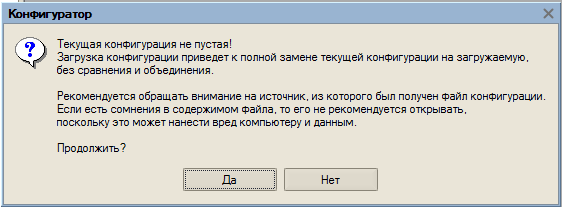 Конфигуратор
Текущая конфигурация не пустая!
Загрузка конфигурации приведет к полной замене текущей конфигурации на загружаемую,
без сравнения и объединения.
Рекомендуется обращать внимание на источник, из которого был получен файл конфигурации.
Если есть сомнения в содержимом файла, то его не рекомендуется открывать,
поскольку это может нанести вред компьютеру и данным.
Продолжить?
Да
Нет